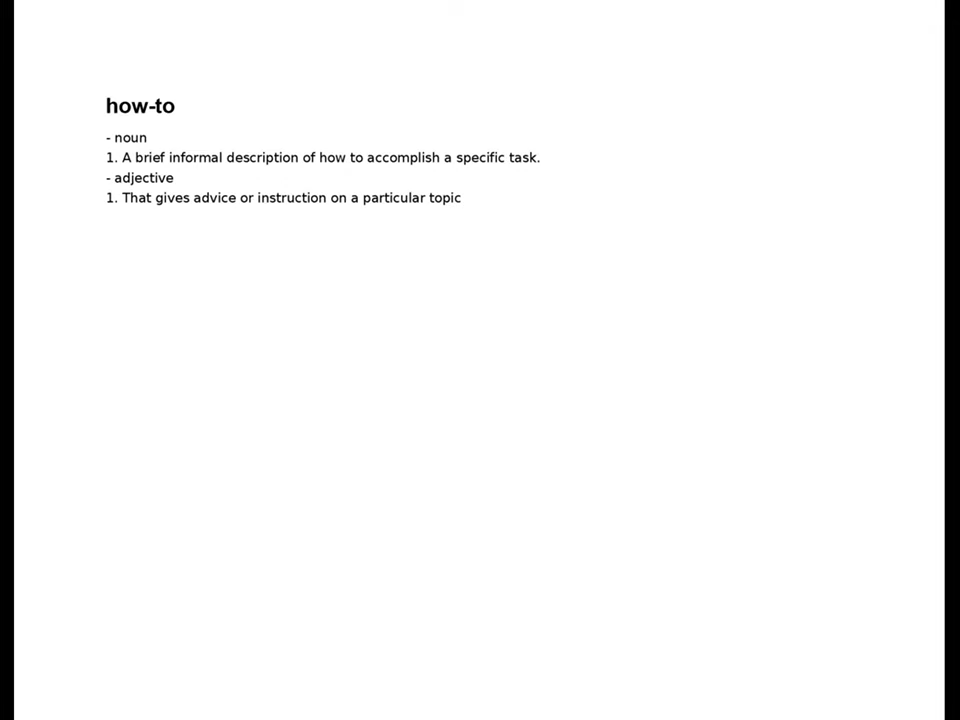 how-to
- noun
1. A brief informal description of how to accomplish a specific task.
- adjective
1. That gives advice or instruction on a particular topic